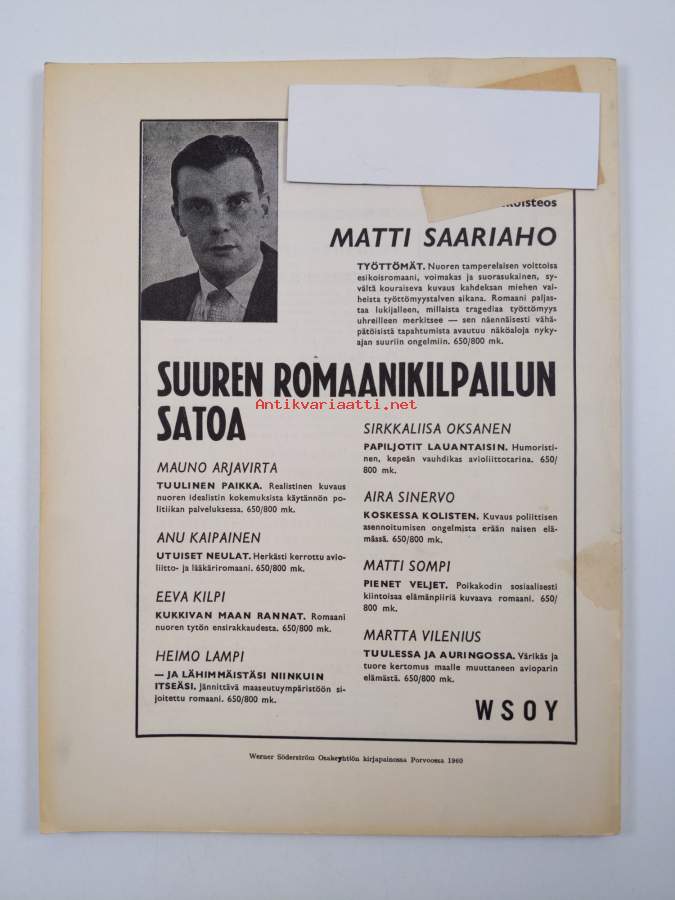 MATTI SAARIAHO
TYÖTTÖMÄT. Nuoren tamperelaisen voittoisa
esikoisromaani, voimakas ja suorasukainen, sy-
vältä kouraiseva kuvaus kahdeksan miehen vai-
heista työttömyystalven aikana. Romaani paljas-
taa lukijalleen, millaista tragediaa työttömyys
uhreilleen merkitsee — sen näennäisesti vähä-
pätöisistä tapahtumista avautuu näköaloja nyky-
ajan suuriin ongelmiin. 650/800 mk.
SUUREN ROMAANIKILPAILUN
SATOA
Antikvariaatti.net
MAUNO ARJAVIRTA
TUULINEN PAIKKA. Realistinen kuvaus
nuoren idealistin kokemuksista käytännön po-
litiikan palveluksessa. 650/800 mk.
ANU KAIPAINEN
UTUISET NEULAT. Herkästi kerrottu avio-
liitto- ja lääkäriromaani. 650/800 mk.
EEVA KILPI
KUKKIVAN MAAN RANNAT. Romaani
nuoren tytön ensirakkaudesta. 650/800 mk.
HEIMO LAMPI
— JA LÄHIMMÄISTÄSI NIINKUIN
ITSEÄSI. Jännittävä maaseutuympäristöön si-
joitettu romaani. 650/800 mk.
SIRKKALIISA OKSANEN
PAPILJOTIT LAUANTAISIN. Humoristi-
nen, kepeän vauhdikas avioliittotarina. 650/
800 mk.
AIRA SINERVO
KOSKESSA KOLISTEN. Kuvaus poliittisen
asennoitumisen ongelmista erään naisen elä-
mässä. 650/800 mk.
MATTI SOMPI
PIENET VELJET. Poikakodin sosiaalisesti
kiintoisaa elämänpiiriä kuvaava romaani. 650/
800 mk.
MARTTA VILENIUS
TUULESSA JA AURINGOSSA. Värikäs ja
tuore kertomus maalle muuttaneen avioparin
elämästä. 650/800 mk.
WSOY
Werner Söderström Osakeyhtiön kirjapainossa Porvoossa 1960